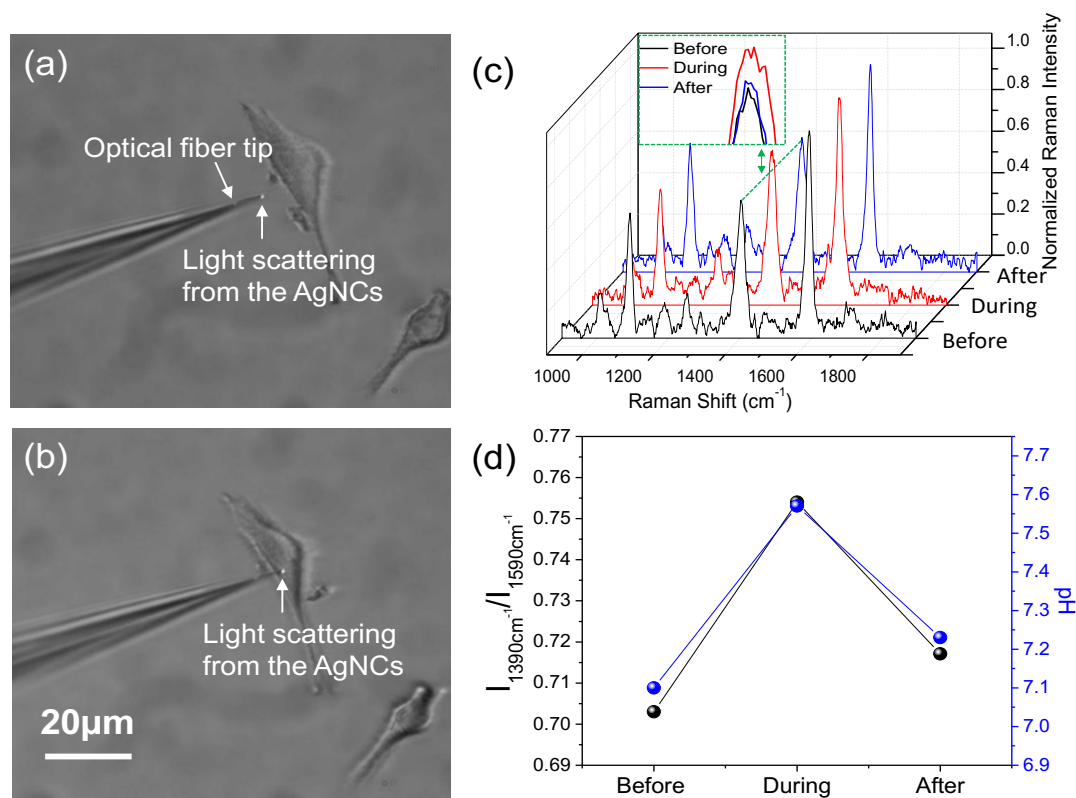 (a)
Optical fiber tip
Light scattering
from the AgNCs
(b)
Light scattering
from the AgNCs
20μm
(c)
Before
During
After
1.0
0.8
0.6
0.4
0.2
0.0
Normalized Raman Intensity
After
During
Before
1000
1200
1400
1600
1800
Raman Shift (cm⁻¹)
(d)
0.77
0.76
0.75
0.74
0.73
0.72
0.71
0.70
0.69
I₁₃₉₀cm⁻¹/I₁₅₉₀cm⁻¹
7.7
7.6
7.5
7.4
7.3
7.2
7.1
7.0
6.9
pH
Before
During
After